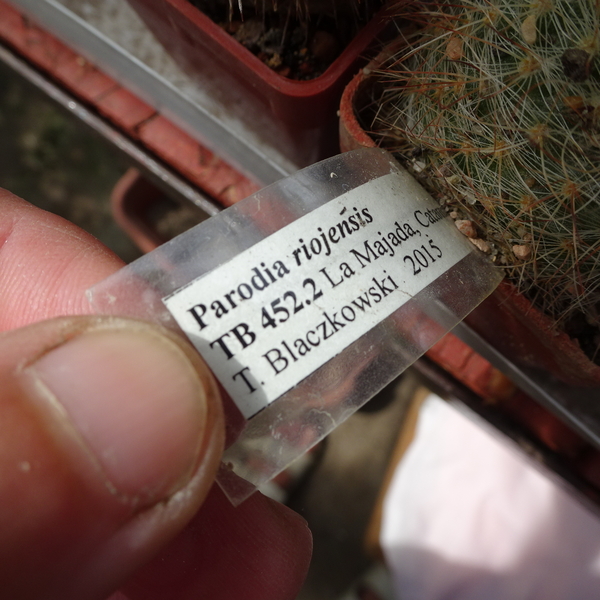 Parodia riojensis
TB 452.2 La Majada,
T. Blaczkowski 2015